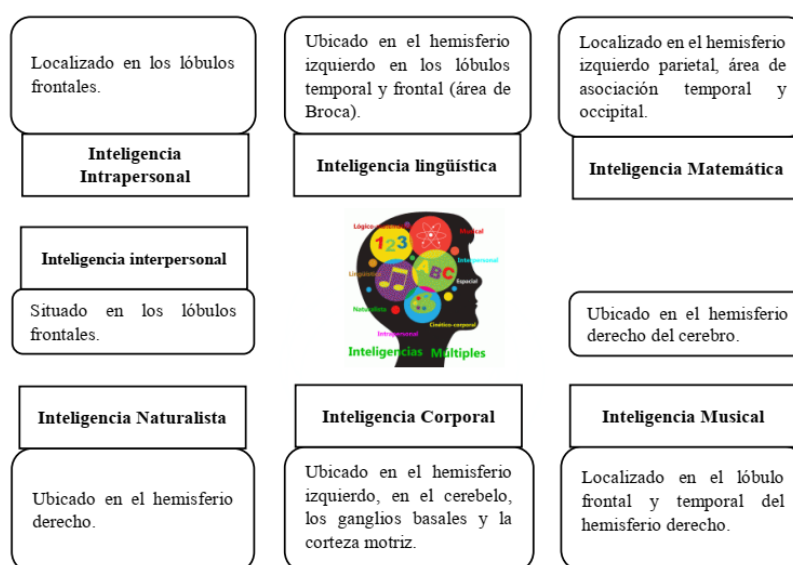 Localizado en los lóbulos
frontales.
Inteligencia
Intrapersonal
Ubicado en el hemisferio
izquierdo en los lóbulos
temporal y frontal (área de
Broca).
Inteligencia lingüística
Localizado en el hemisferio
izquierdo parietal, área de
asociación temporal y
occipital.
Inteligencia Matemática
Inteligencia interpersonal
Situado en los lóbulos
frontales.
Musical
123
Interpersonal
Lingüístico
ABC
Espacial
Naturalista
Cinético-corporal
Intrapersonal
Inteligencias Multiples
Ubicado en el hemisferio
derecho del cerebro.
Inteligencia Naturalista
Ubicado en el hemisferio
derecho.
Inteligencia Corporal
Ubicado en el hemisferio
izquierdo, en el cerebelo,
los ganglios basales y la
corteza motriz.
Inteligencia Musical
Localizado en el lóbulo
frontal y temporal del
hemisferio derecho.